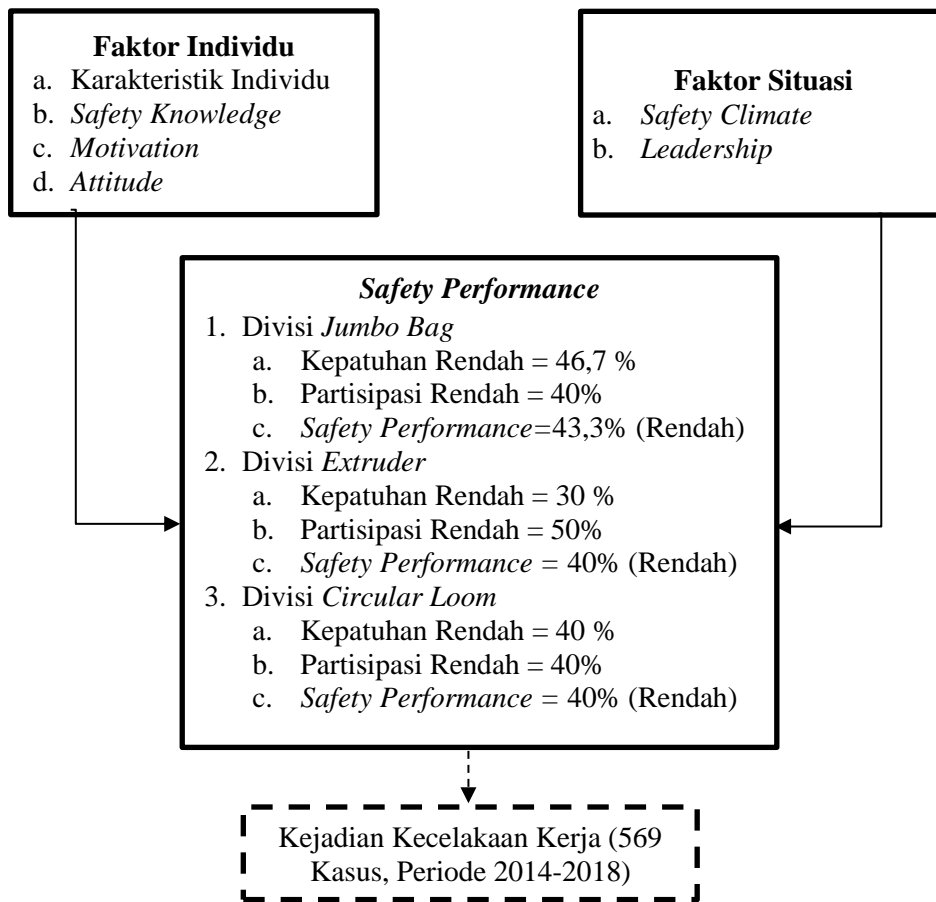 Faktor Individu
a. Karakteristik Individu
b. Safety Knowledge
c. Motivation
d. Attitude
Faktor Situasi
a. Safety Climate
b. Leadership
Safety Performance
1. Divisi Jumbo Bag
a. Kepatuhan Rendah = 46,7 %
b. Partisipasi Rendah = 40%
c. Safety Performance=43,3% (Rendah)
2. Divisi Extruder
a. Kepatuhan Rendah = 30 %
b. Partisipasi Rendah = 50%
c. Safety Performance = 40% (Rendah)
3. Divisi Circular Loom
a. Kepatuhan Rendah = 40 %
b. Partisipasi Rendah = 40%
c. Safety Performance = 40% (Rendah)
Kejadian Kecelakaan Kerja (569
Kasus, Periode 2014-2018)